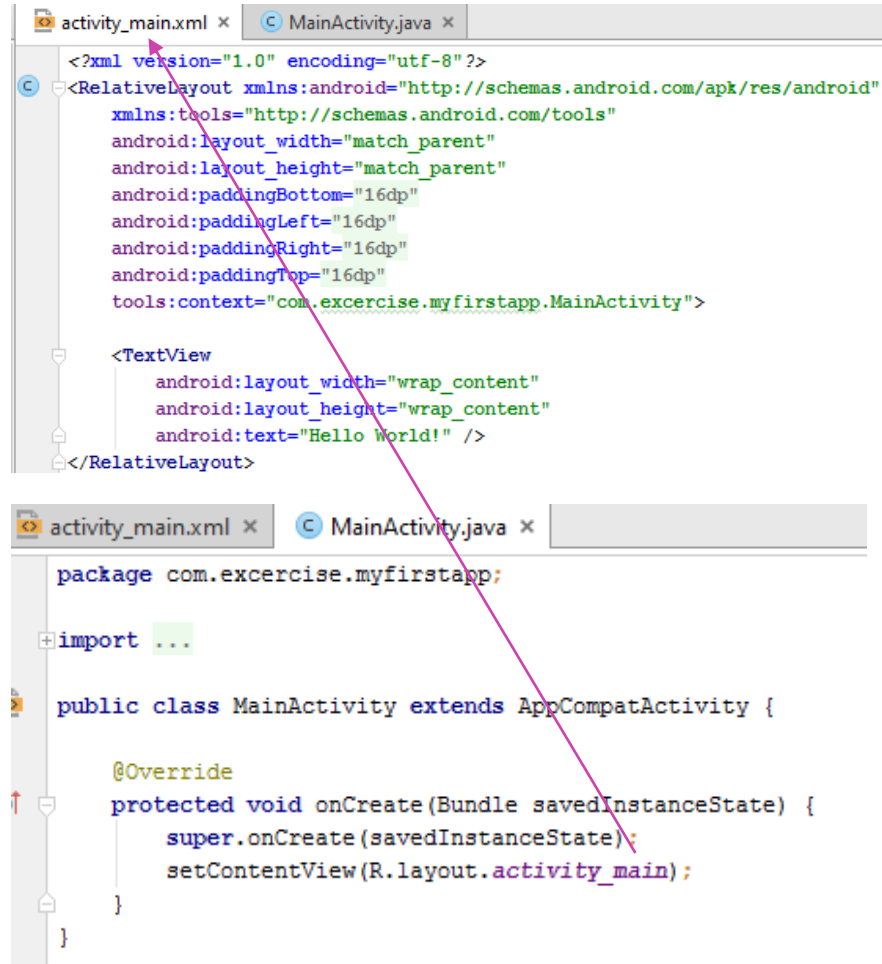 activity_main.xml × C MainActivity.java ×
<?xml version="1.0" encoding="utf-8"?>
C <RelativeLayout xmlns:android="http://schemas.android.com/apk/res/android"
xmlns:tools="http://schemas.android.com/tools"
android:layout_width="match_parent"
android:layout_height="match_parent"
android:paddingBottom="16dp"
android:paddingLeft="16dp"
android:paddingRight="16dp"
android:paddingTop="16dp"
tools:context="com.excercise.myfirstapp.MainActivity">
<TextView
android:layout_width="wrap_content"
android:layout_height="wrap_content"
android:text="Hello World!" />
</RelativeLayout>
activity_main.xml × C MainActivity.java ×
package com.excercise.myfirstapp;
import ...
public class MainActivity extends AppCompatActivity {
@Override
protected void onCreate(Bundle savedInstanceState) {
super.onCreate(savedInstanceState);
setContentView(R.layout.activity_main);
}
}